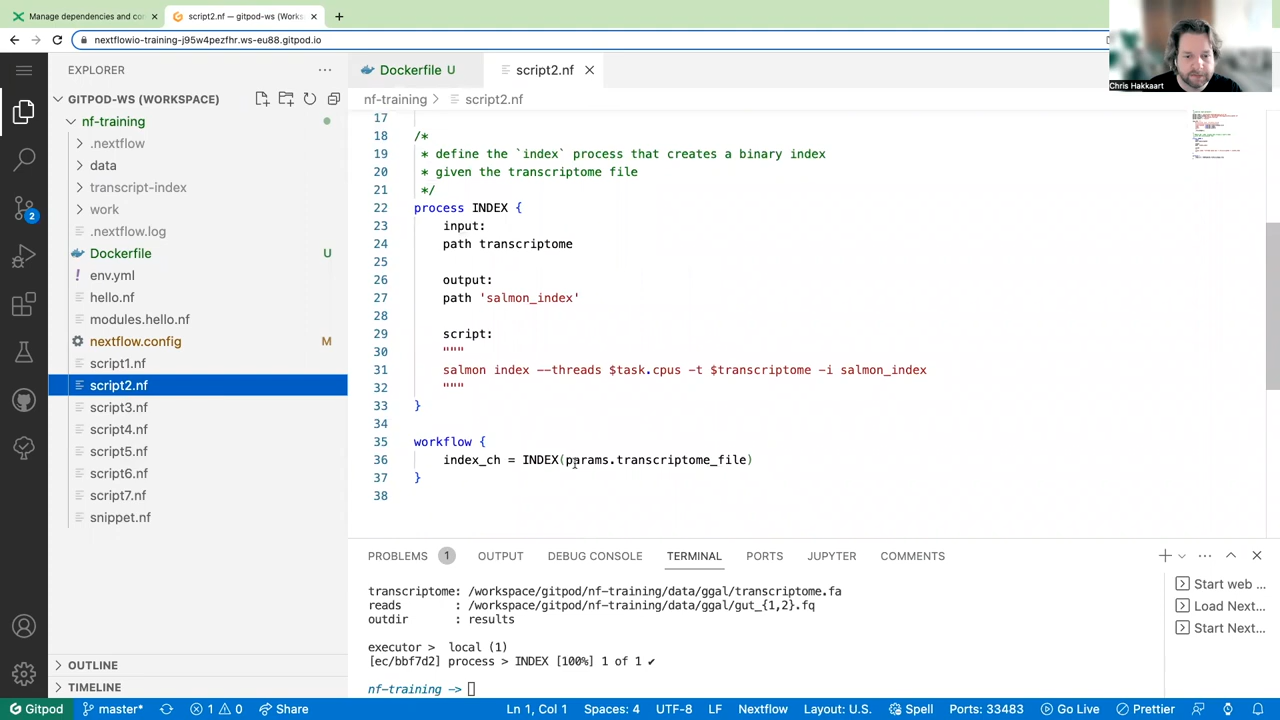 Manage dependencies and con
script2.nf — gitpod-ws (Works
nextflowio-training-j95w4pezfhr.ws-eu88.gitpod.io
Chris Hakkaart
EXPLORER
Dockerfile U
script2.nf
GITPOD-WS (WORKSPACE)
nf-training > script2.nf
nf-training
.nextflow
data
transcript-index
work
.nextflow.log
Dockerfile U
env.yml
hello.nf
modules.hello.nf
nextflow.config M
script1.nf
script2.nf
script3.nf
script4.nf
script5.nf
script6.nf
script7.nf
snippet.nf
OUTLINE
TIMELINE
2
17
18 /*
19 * define the `index` process that creates a binary index
20 * given the transcriptome file
21 */
22 process INDEX {
23 input:
24 path transcriptome
25
26 output:
27 path 'salmon_index'
28
29 script:
30 """
31 salmon index --threads $task.cpus -t $transcriptome -i salmon_index
32 """
33 }
34
35 workflow {
36 index_ch = INDEX(params.transcriptome_file)
37 }
38
PROBLEMS 1 OUTPUT DEBUG CONSOLE TERMINAL PORTS JUPYTER COMMENTS
transcriptome: /workspace/gitpod/nf-training/data/ggal/transcriptome.fa
reads : /workspace/gitpod/nf-training/data/ggal/gut_{1,2}.fq
outdir : results
executor > local (1)
[ec/bbf7d2] process > INDEX [100%] 1 of 1 ✔
nf-training ->
Start web ...
Load Next...
Start Next...
Gitpod master* 1 0 Share Ln 1, Col 1 Spaces: 4 UTF-8 LF Nextflow Layout: U.S. Spell Ports: 33483 Go Live Prettier